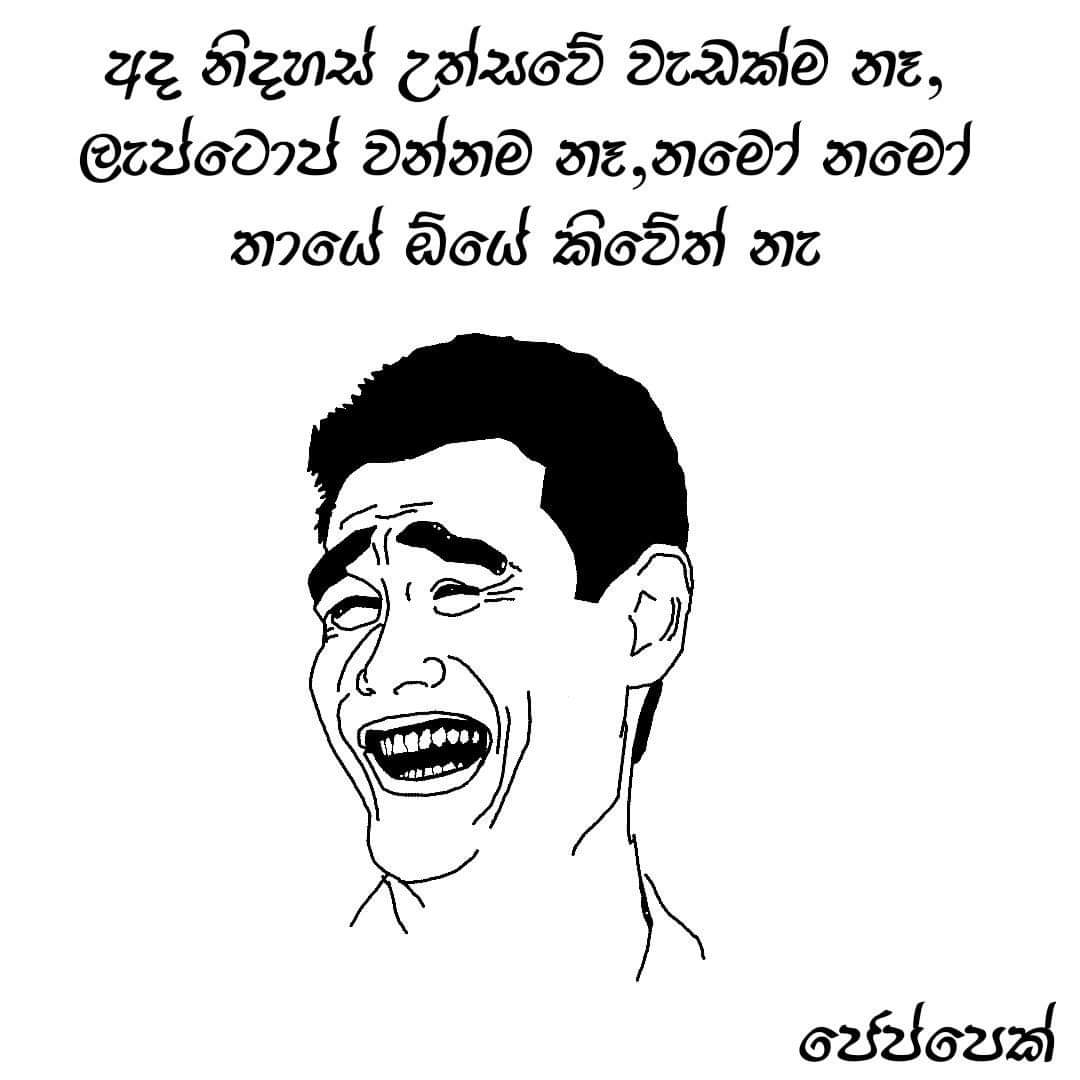 අද නිදහස් උත්සවේ වැඩක්ම නෑ,
ලැප්ටොප් වන්නම නෑ,නමෝ නමෝ
තායේ ඕයේ කිවේත් නැ
ජෙප්පෙක්